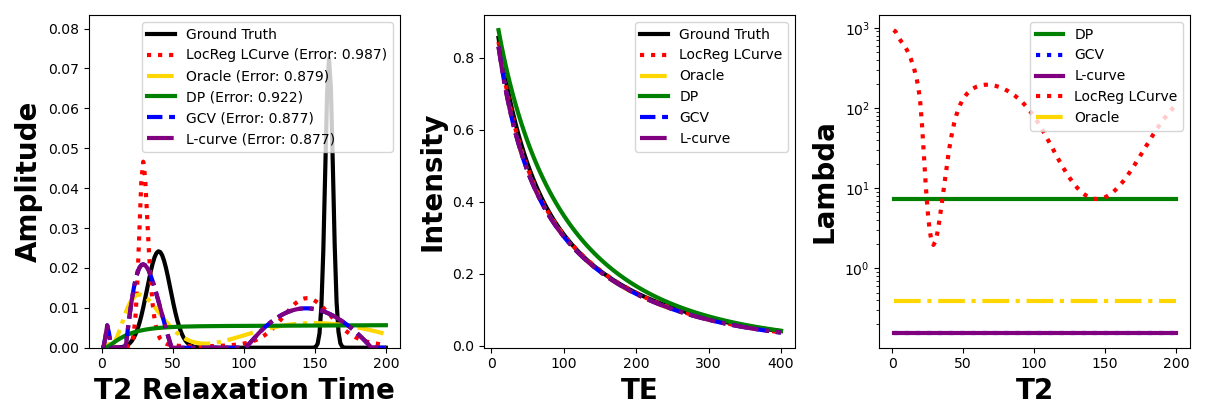 Amplitude
0.08
0.07
0.06
0.05
0.04
0.03
0.02
0.01
0.00
Ground Truth
LocReg LCurve (Error: 0.987)
Oracle (Error: 0.879)
DP (Error: 0.922)
GCV (Error: 0.877)
L-curve (Error: 0.877)
0 50 100 150 200
T2 Relaxation Time
Intensity
0.8
0.6
0.4
0.2
0.0
Ground Truth
LocReg LCurve
Oracle
DP
GCV
L-curve
0 100 200 300 400
TE
Lambda
10³
10²
10¹
10⁰
DP
GCV
L-curve
LocReg LCurve
Oracle
0 50 100 150 200
T2